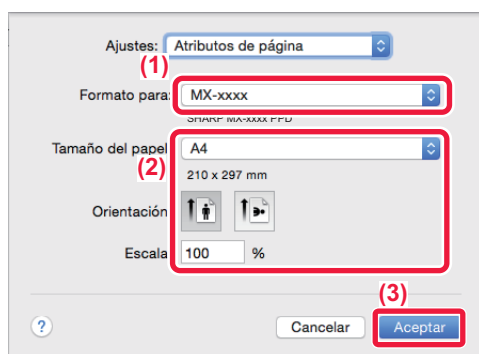 Ajustes: Atributos de página
(1)
Formato para: MX-xxxx
SHARP MX-xxxx PPD
Tamaño del papel A4
(2)
210 x 297 mm
Orientación
Escala 100 %
(3)
? Cancelar Aceptar